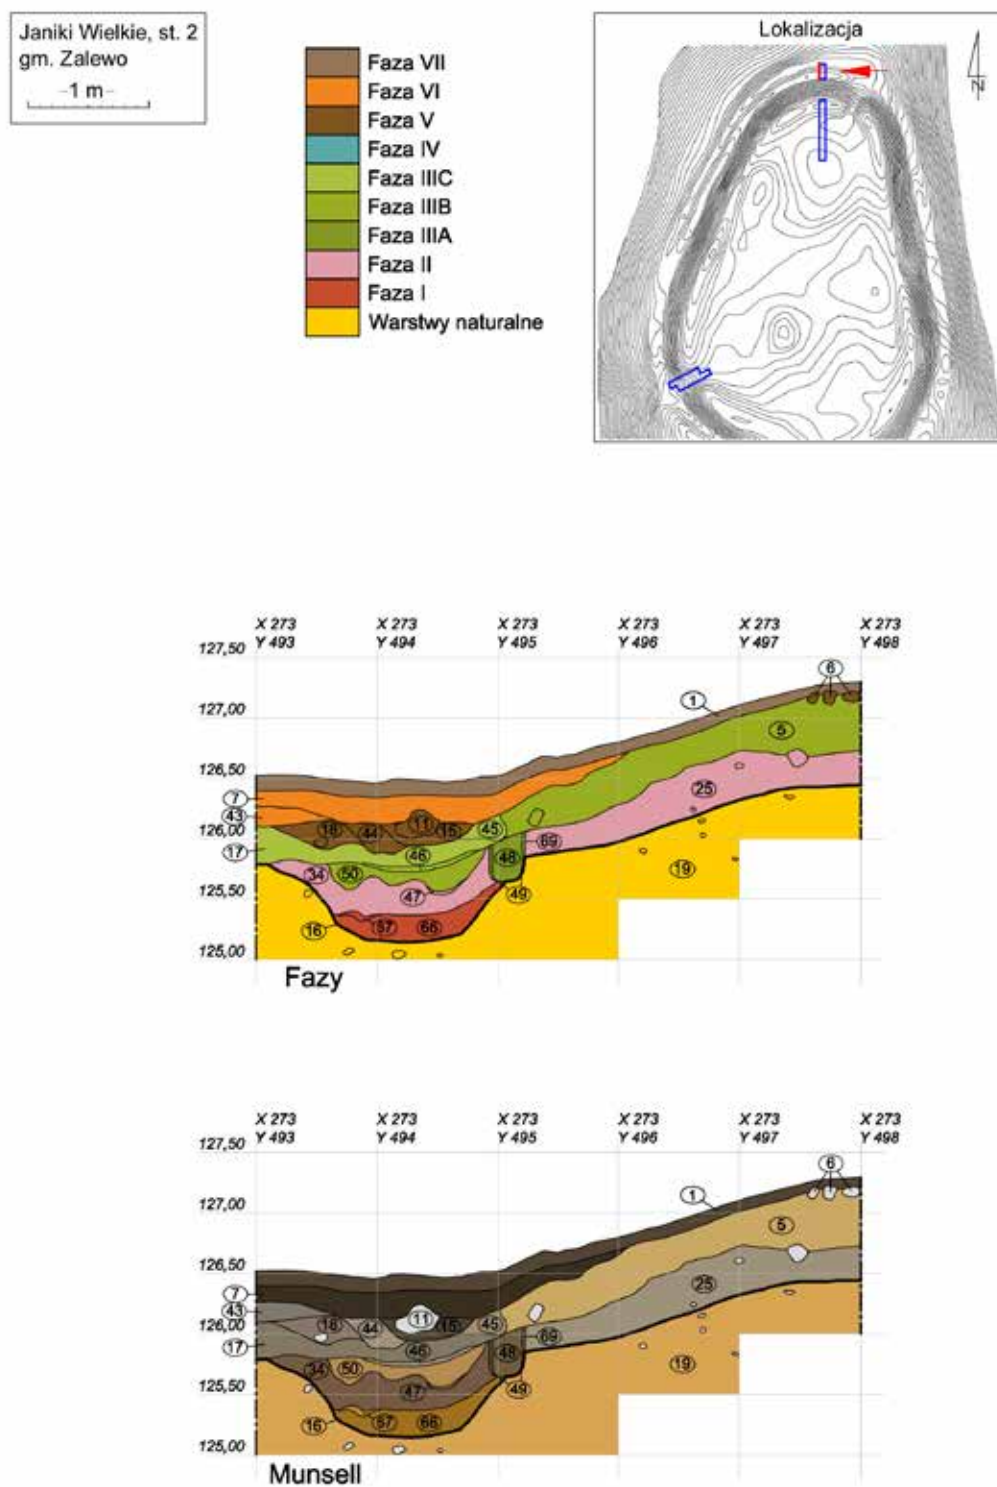 Janiki Wielkie, st. 2
gm. Zalewo
1 m
Faza VII
Faza VI
Faza V
Faza IV
Faza IIIC
Faza IIIB
Faza IIIA
Faza II
Faza I
Warstwy naturalne
Lokalizacja
N
X 273 X 273 X 273 X 273 X 273 X 273
Y 493 Y 494 Y 495 Y 496 Y 497 Y 498
127,50
6
127,00
1
5
126,50
7
25
43
11
126,00
18 44 15 45
17
46 48 69
34 50
19
125,50
47 49
16 57 66
125,00
Fazy
X 273 X 273 X 273 X 273 X 273 X 273
Y 493 Y 494 Y 495 Y 496 Y 497 Y 498
127,50
6
127,00
1
5
126,50
7
25
43
11
126,00
18 44 15 45
17
46 48 69
34 50
19
125,50
47 49
16 57 66
125,00
Munsell